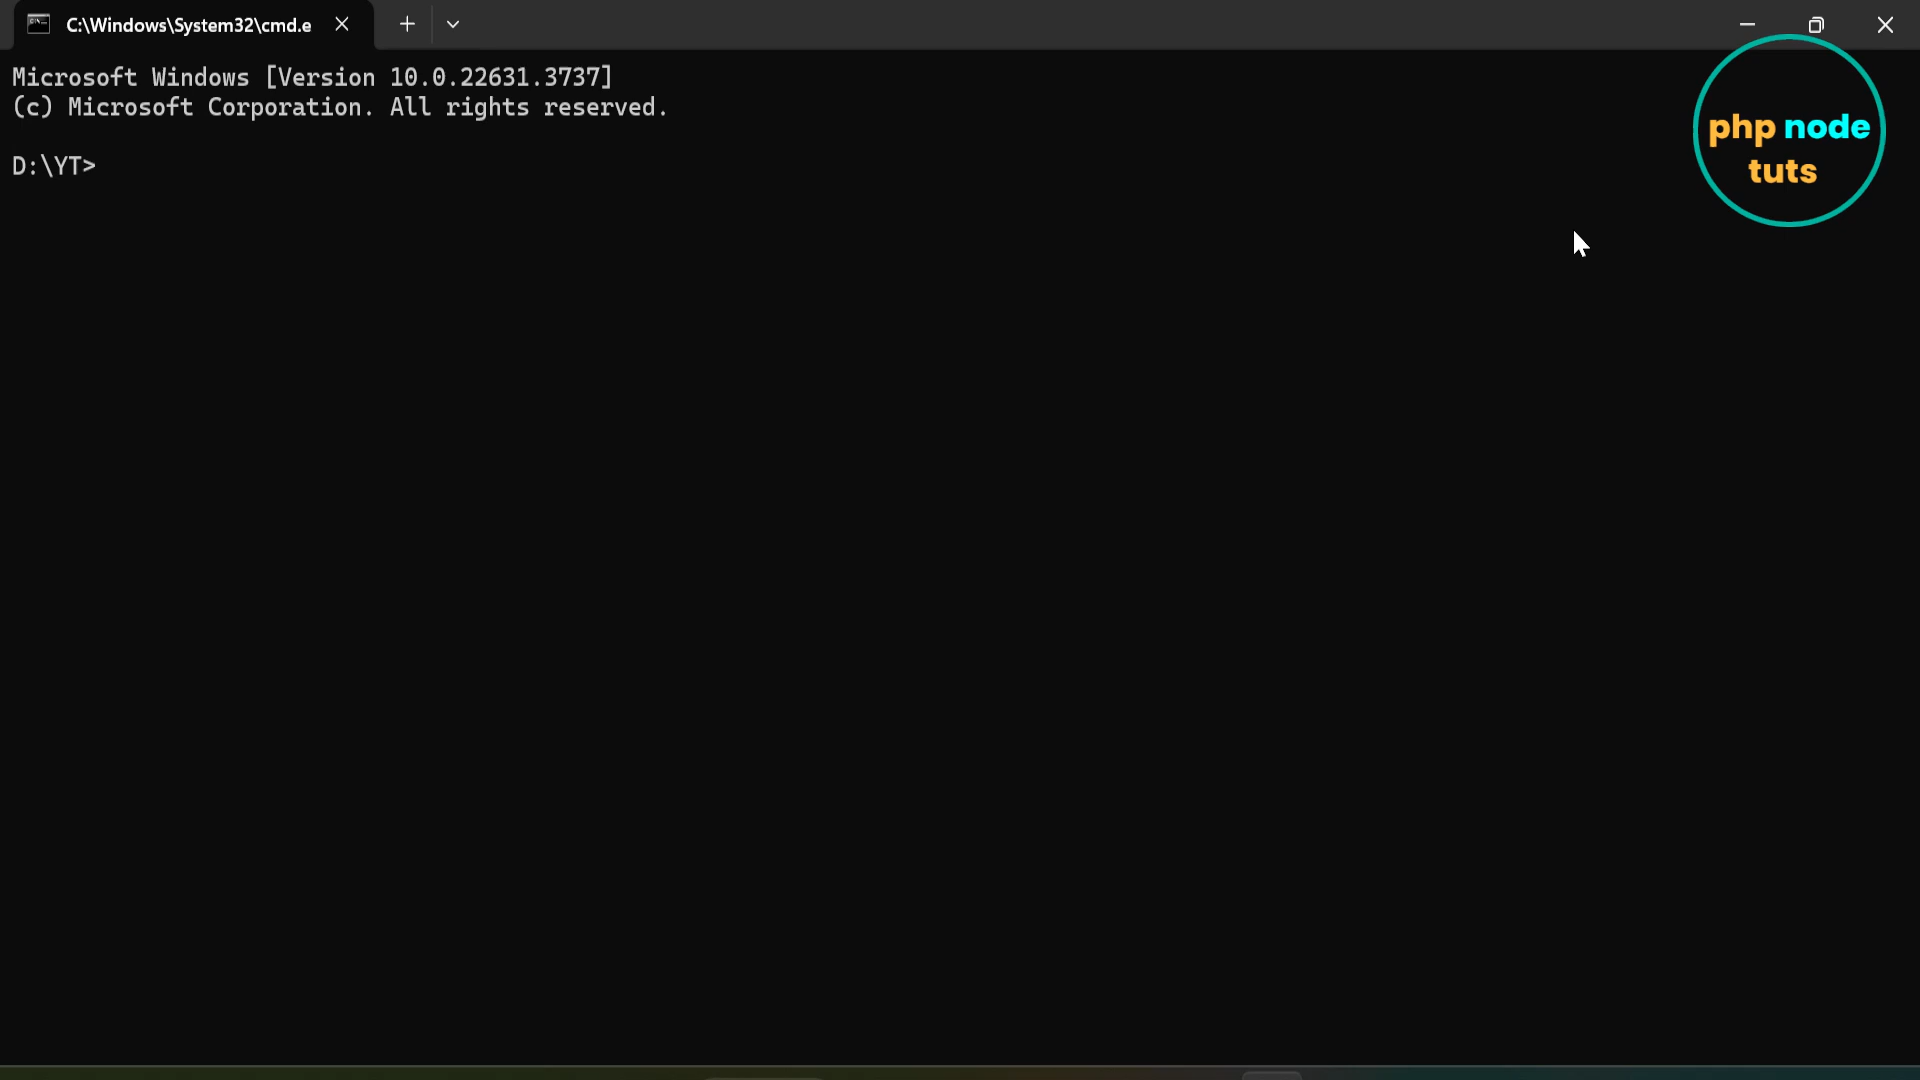 C:\Windows\System32\cmd.e
Microsoft Windows [Version 10.0.22631.3737]
(c) Microsoft Corporation. All rights reserved.
D:\YT>
php node
tuts